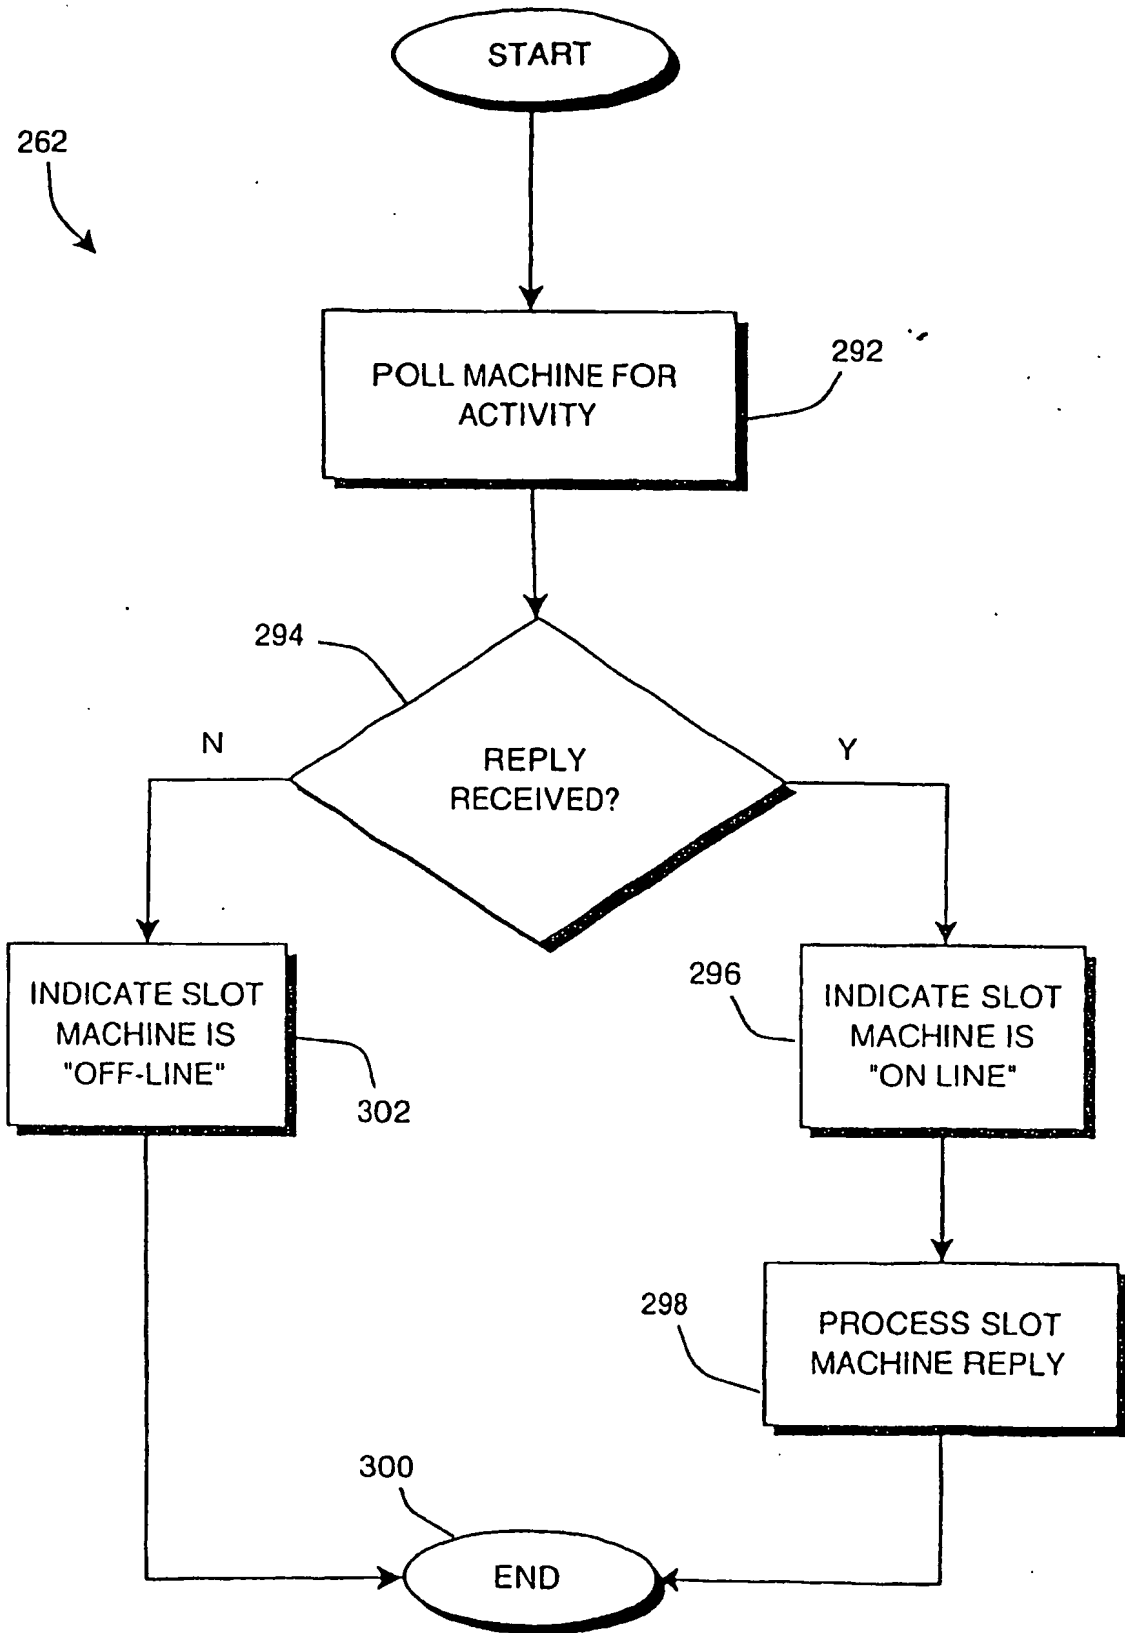 START
262
POLL MACHINE FOR
ACTIVITY
292
294
N
REPLY
RECEIVED?
Y
INDICATE SLOT
MACHINE IS
"OFF-LINE"
302
296
INDICATE SLOT
MACHINE IS
"ON LINE"
298
PROCESS SLOT
MACHINE REPLY
300
END